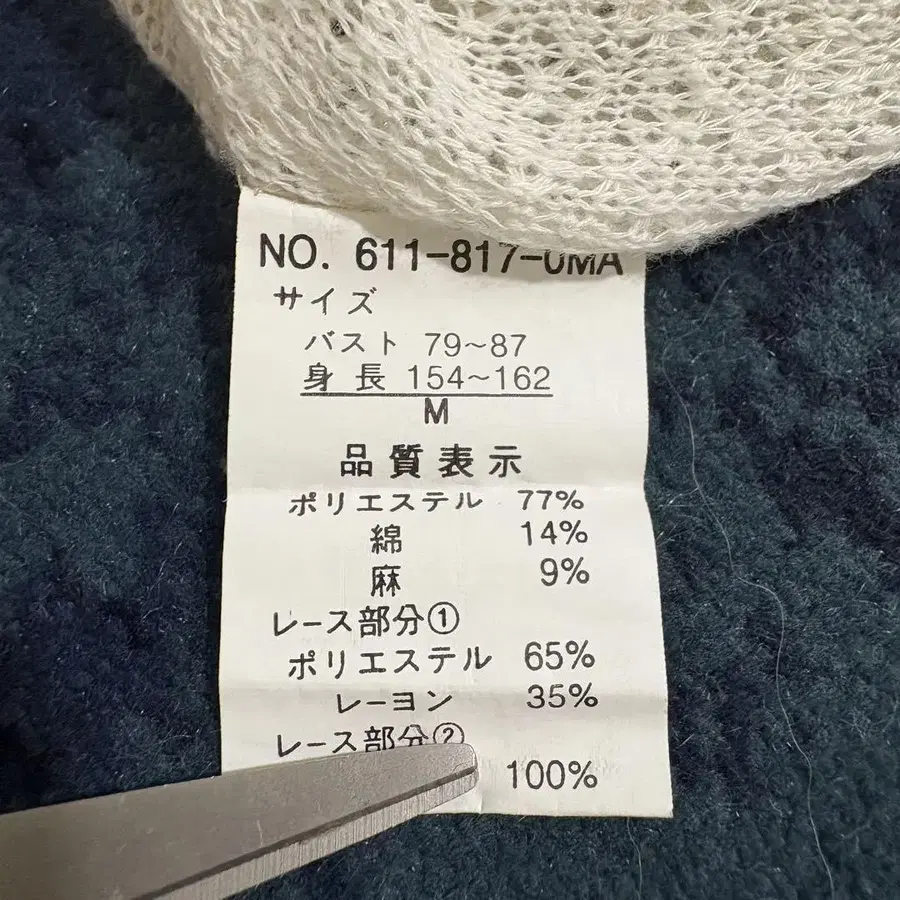 NO. 611-817-0MA
サイズ
バスト 79~87
身長 154~162
M
品質表示
ポリエステル 77%
綿 14%
麻 9%
レース部分①
ポリエステル 65%
レーヨン 35%
レース部分②
100%